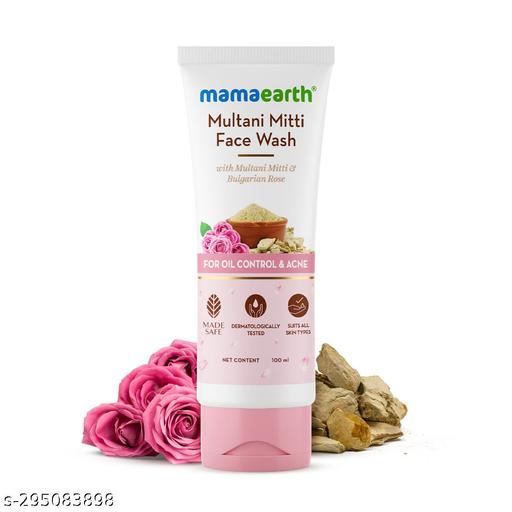 mamaearth®
Multani Mitti
Face Wash
with Multani Mitti &
Bulgarian Rose
FOR OIL CONTROL & ACNE
MADE
SAFE
DERMATOLOGICALLY
TESTED
SUITS ALL
SKIN TYPES
NET CONTENT 100 ml
s-295083898